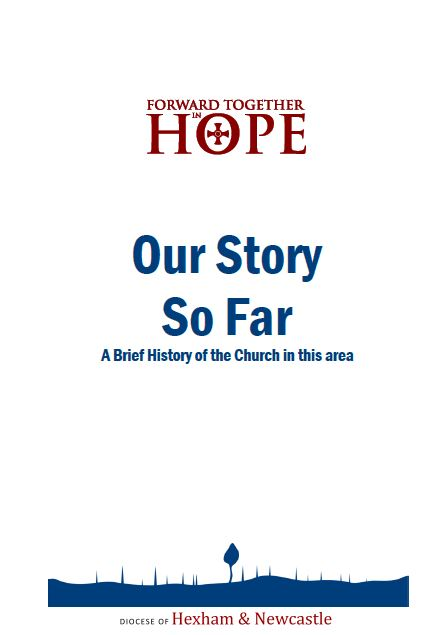 FORWARD TOGETHER
IN
HOPE
Our Story
So Far
A Brief History of the Church in this area
DIOCESE OF Hexham & Newcastle